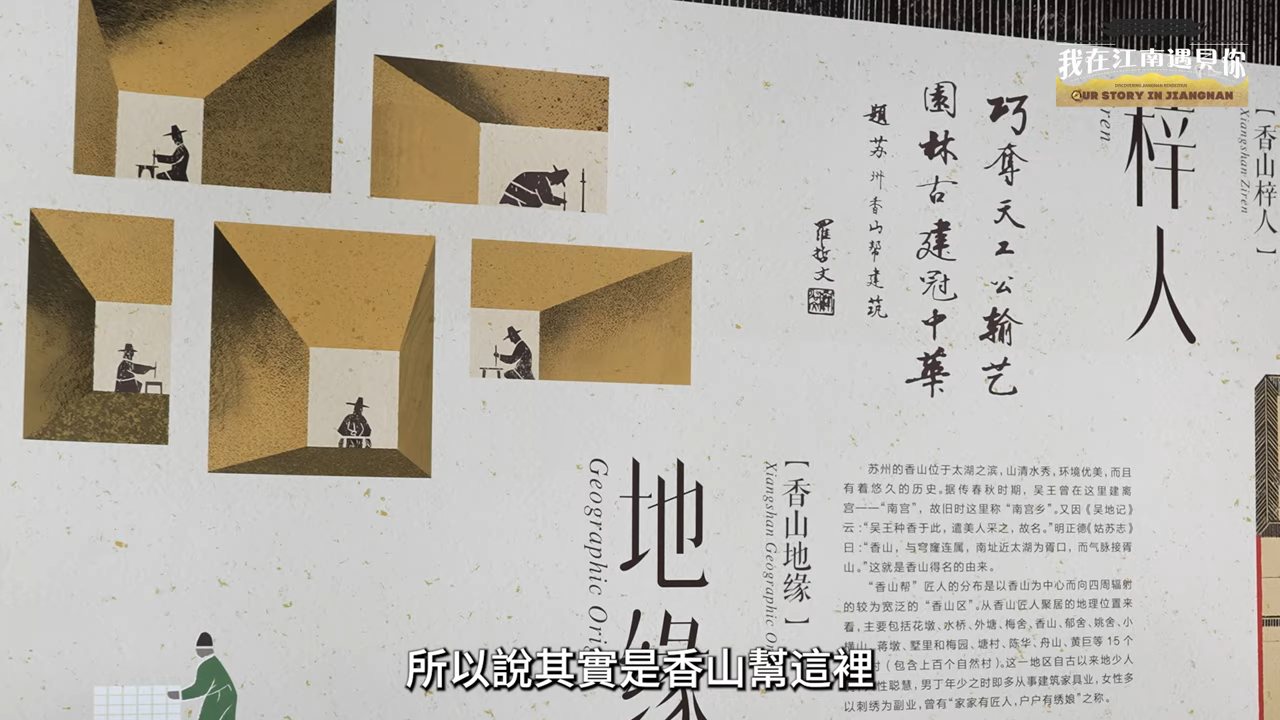 我在江南遇見你
DISCOVERING JIANGNAN RENDEZVOUS
OUR STORY IN JIANGNAN
【香山梓人】
Xiangshan Ziren
梓人
巧奪天工公輸艺
園林古建冠中華
題苏州香山帮建筑
羅哲文
【香山地缘】
Xiangshan Geographic
地缘
Geographic Ori
苏州的香山位于太湖之滨，山清水秀，环境优美，而且
有着悠久的历史。据传春秋时期，吴王曾在这里建离
宫——“南宫”，故旧时这里称“南宫乡”。又因《吴地记》
云：“吴王种香于此，遣美人采之，故名。”明正德《姑苏志》
曰：“香山，与穹窿连属，南址近太湖为胥口，而气脉接胥
山。”这就是香山得名的由来。
“香山帮”匠人的分布是以香山为中心而向四周辐射
的较为宽泛的“香山区”。从香山匠人聚居的地理位置来
看，主要包括花墩、水桥、外塘、梅舍、香山、郁舍、姚舍、小
横山、蒋墩、墅里和梅园、塘村、陈华、舟山、黄巨等15个
村（包含上百个自然村）。这一地区自古以来地少人
性聪慧，男丁年少之时即多从事建筑家具业，女性多
以刺绣为副业，曾有“家家有匠人，户户有绣娘”之称。
所以說其實是香山幫這裡